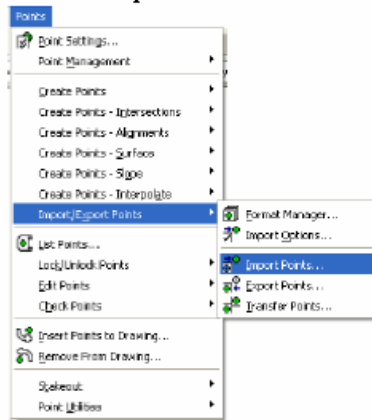 Points
Point Settings...
Point Management
Create Points
Create Points - Intersections
Create Points - Alignments
Create Points - Surface
Create Points - Slope
Create Points - Interpolate
Import/Export Points
Format Manager...
Import Options...
List Points...
Lock/Unlock Points
Import Points...
Edit Points
Export Points...
Check Points
Transfer Points...
Insert Points to Drawing...
Remove From Drawing...
Stakeout
Point Utilities